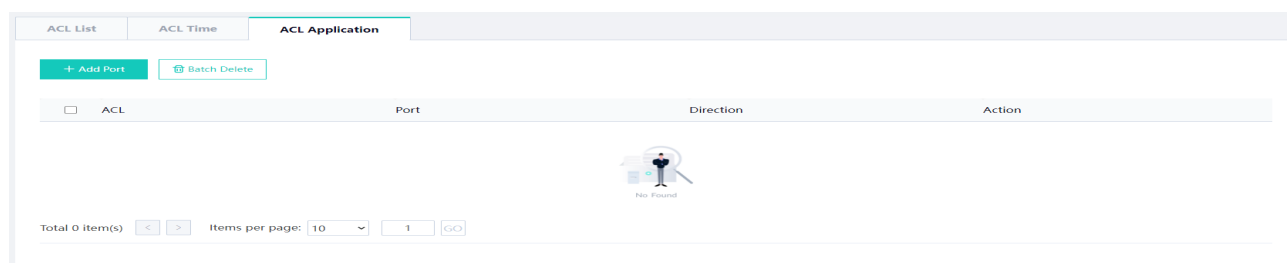 ACL List ACL Time ACL Application
+ Add Port Batch Delete
ACL Port Direction Action
No Found
Total 0 item(s) < > Items per page: 10 1 GO